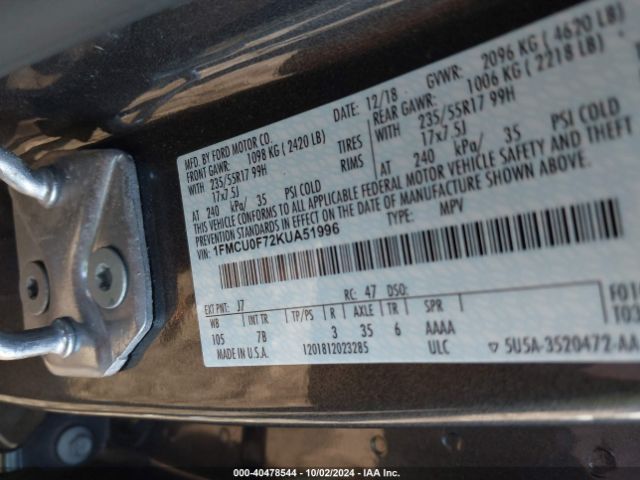 MFD. BY FORD MOTOR CO.
DATE: 12/18 GVWR: 2096 KG ( 4620 LB)
FRONT GAWR: 1098 KG ( 2420 LB) REAR GAWR: 1006 KG ( 2218 LB)
WITH 235/55R17 99H TIRES WITH 235/55R17 99H
17x7.5J RIMS 17x7.5J
AT 240 kPa/ 35 PSI COLD AT 240 kPa/ 35 PSI COLD
THIS VEHICLE CONFORMS TO ALL APPLICABLE FEDERAL MOTOR VEHICLE SAFETY AND THEFT
PREVENTION STANDARDS IN EFFECT ON THE DATE OF MANUFACTURE SHOWN ABOVE.
1FMCU0F72KUA51996 TYPE: MPV
EXT PNT: J7 RC: 47 DSO:
WB INT TR TP/PS R AXLE TR SPR
105 7B 3 35 6 AAAA
MADE IN U.S.A. 1201812023285 ULC 5U5A-3520472-AA
000-40478544 - 10/02/2024 - IAA Inc.